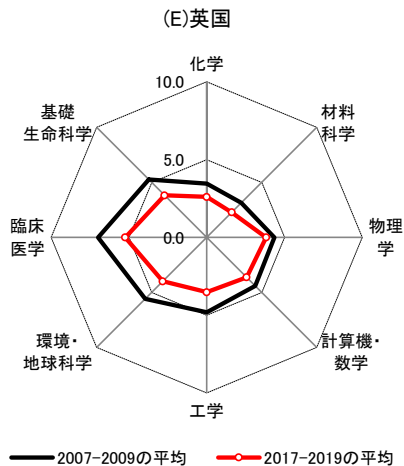 (E)英国
化学
10.0
材料
科学
基礎
生命科学
5.0
臨床
医学
0.0
物理
学
環境・
地球科学
計算機・
数学
工学
2007-2009の平均
2017-2019の平均